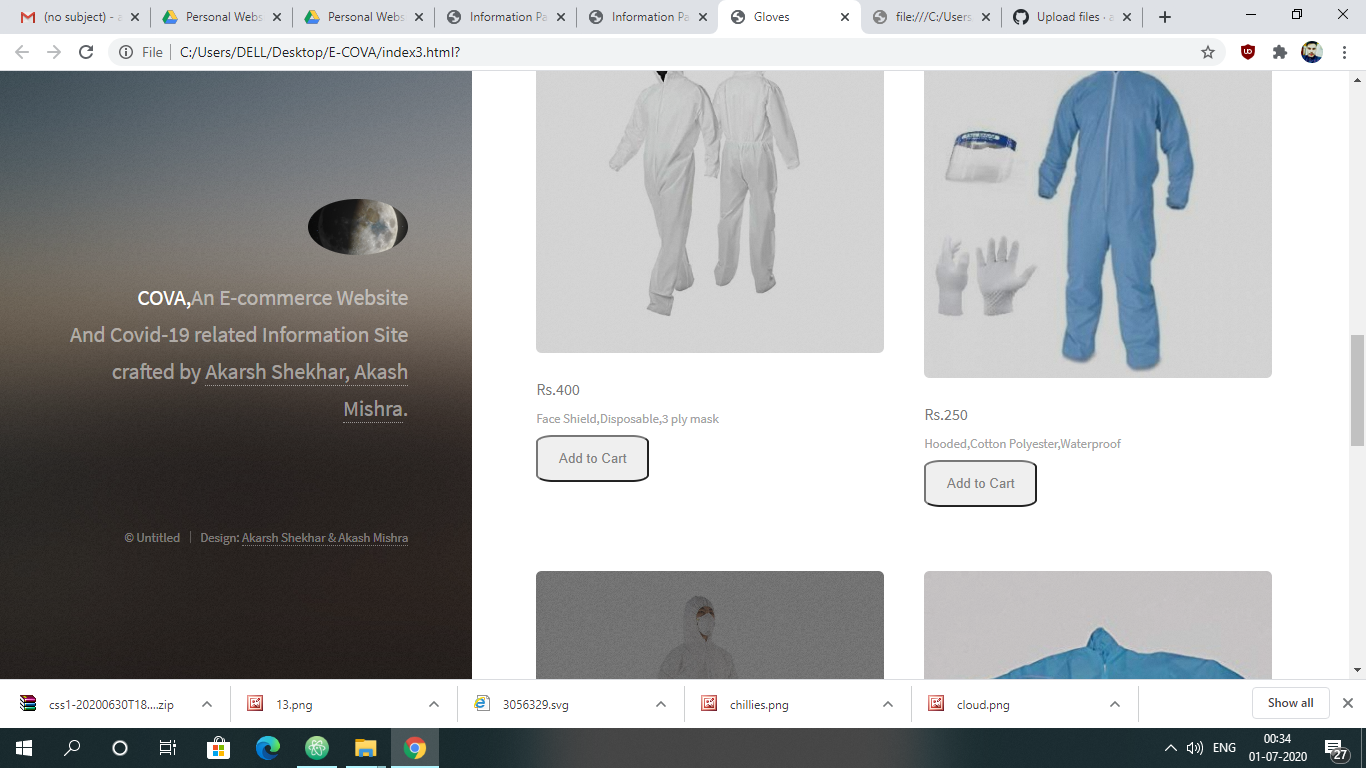 (no subject) - a
Personal Webs
Personal Webs
Information Pa
Information Pa
Gloves
file:///C:/Users
Upload files · a
File
C:/Users/DELL/Desktop/E-COVA/index3.html?
COVA,An E-commerce Website
And Covid-19 related Information Site
crafted by Akarsh Shekhar, Akash
Mishra.
© Untitled
Design: Akarsh Shekhar & Akash Mishra
Rs.400
Face Shield,Disposable,3 ply mask
Add to Cart
Rs.250
Hooded,Cotton Polyester,Waterproof
Add to Cart
css1-20200630T18....zip
13.png
3056329.svg
chillies.png
cloud.png
Show all
ENG
00:34
01-07-2020
27